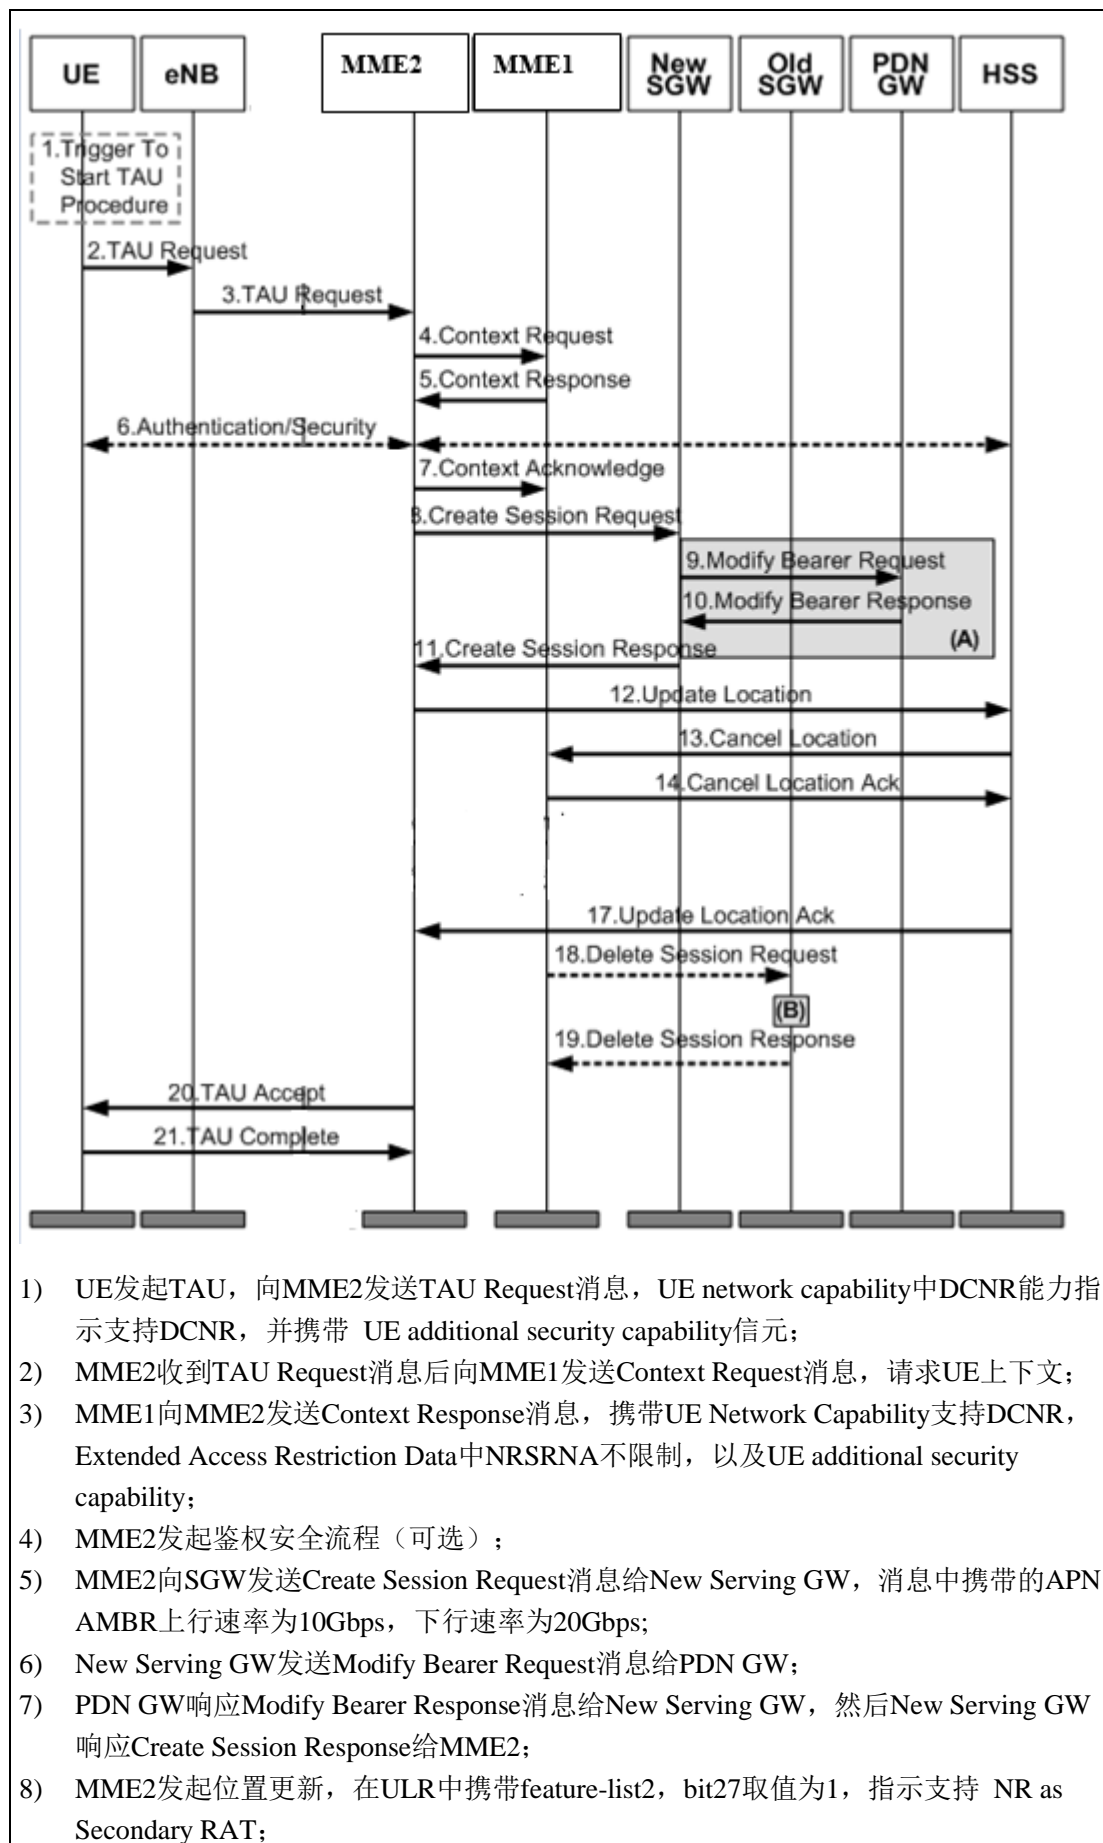 UE
eNB
MME2
MME1
New SGW
Old SGW
PDN GW
HSS
1.Trigger To
Start TAU
Procedure
2.TAU Request
3.TAU Request
4.Context Request
5.Context Response
6.Authentication/Security
7.Context Acknowledge
8.Create Session Request
9.Modify Bearer Request
10.Modify Bearer Response
(A)
11.Create Session Response
12.Update Location
13.Cancel Location
14.Cancel Location Ack
17.Update Location Ack
18.Delete Session Request
(B)
19.Delete Session Response
20.TAU Accept
21.TAU Complete
1) UE发起TAU，向MME2发送TAU Request消息，UE network capability中DCNR能力指
示支持DCNR，并携带 UE additional security capability信元；
2) MME2收到TAU Request消息后向MME1发送Context Request消息，请求UE上下文；
3) MME1向MME2发送Context Response消息，携带UE Network Capability支持DCNR，
Extended Access Restriction Data中NRSRNA不限制，以及UE additional security
capability；
4) MME2发起鉴权安全流程（可选）；
5) MME2向SGW发送Create Session Request消息给New Serving GW，消息中携带的APN
AMBR上行速率为10Gbps，下行速率为20Gbps;
6) New Serving GW发送Modify Bearer Request消息给PDN GW；
7) PDN GW响应Modify Bearer Response消息给New Serving GW，然后New Serving GW
响应Create Session Response给MME2；
8) MME2发起位置更新，在ULR中携带feature-list2，bit27取值为1，指示支持 NR as
Secondary RAT；